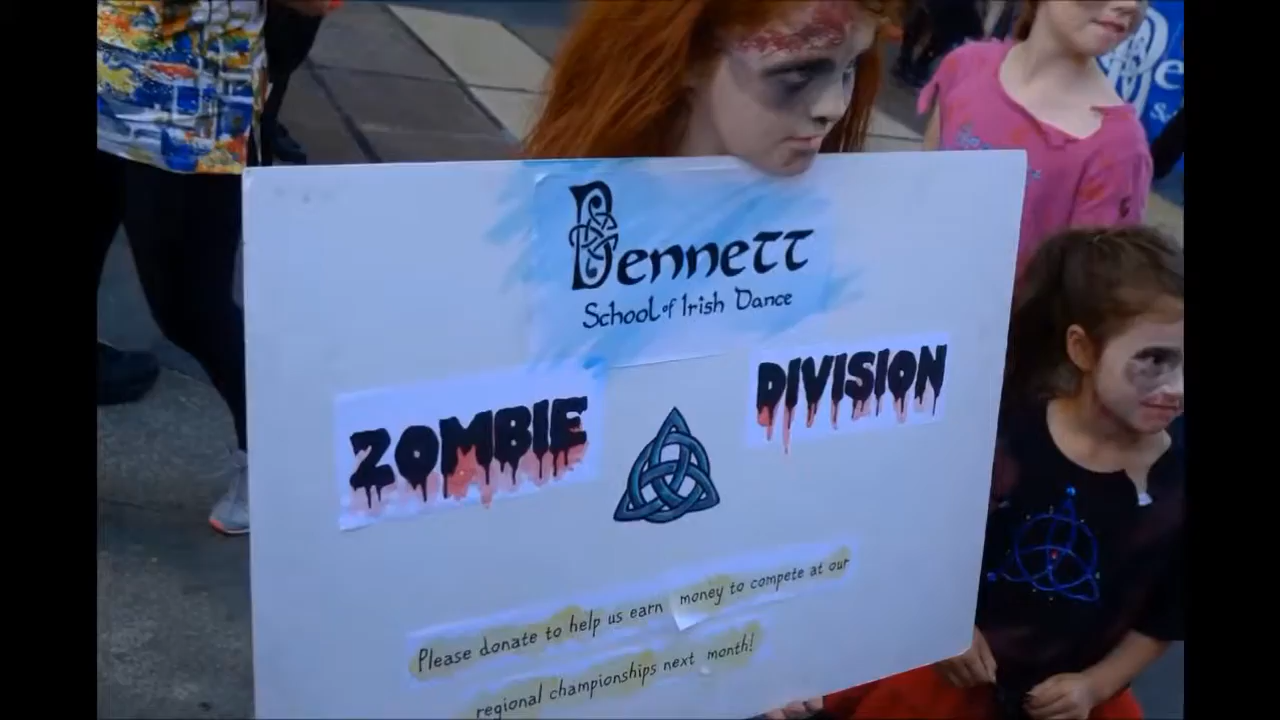 Bennett
School of Irish Dance
ZOMBIE DIVISION
Please donate to help us earn money to compete at our
regional championships next month!